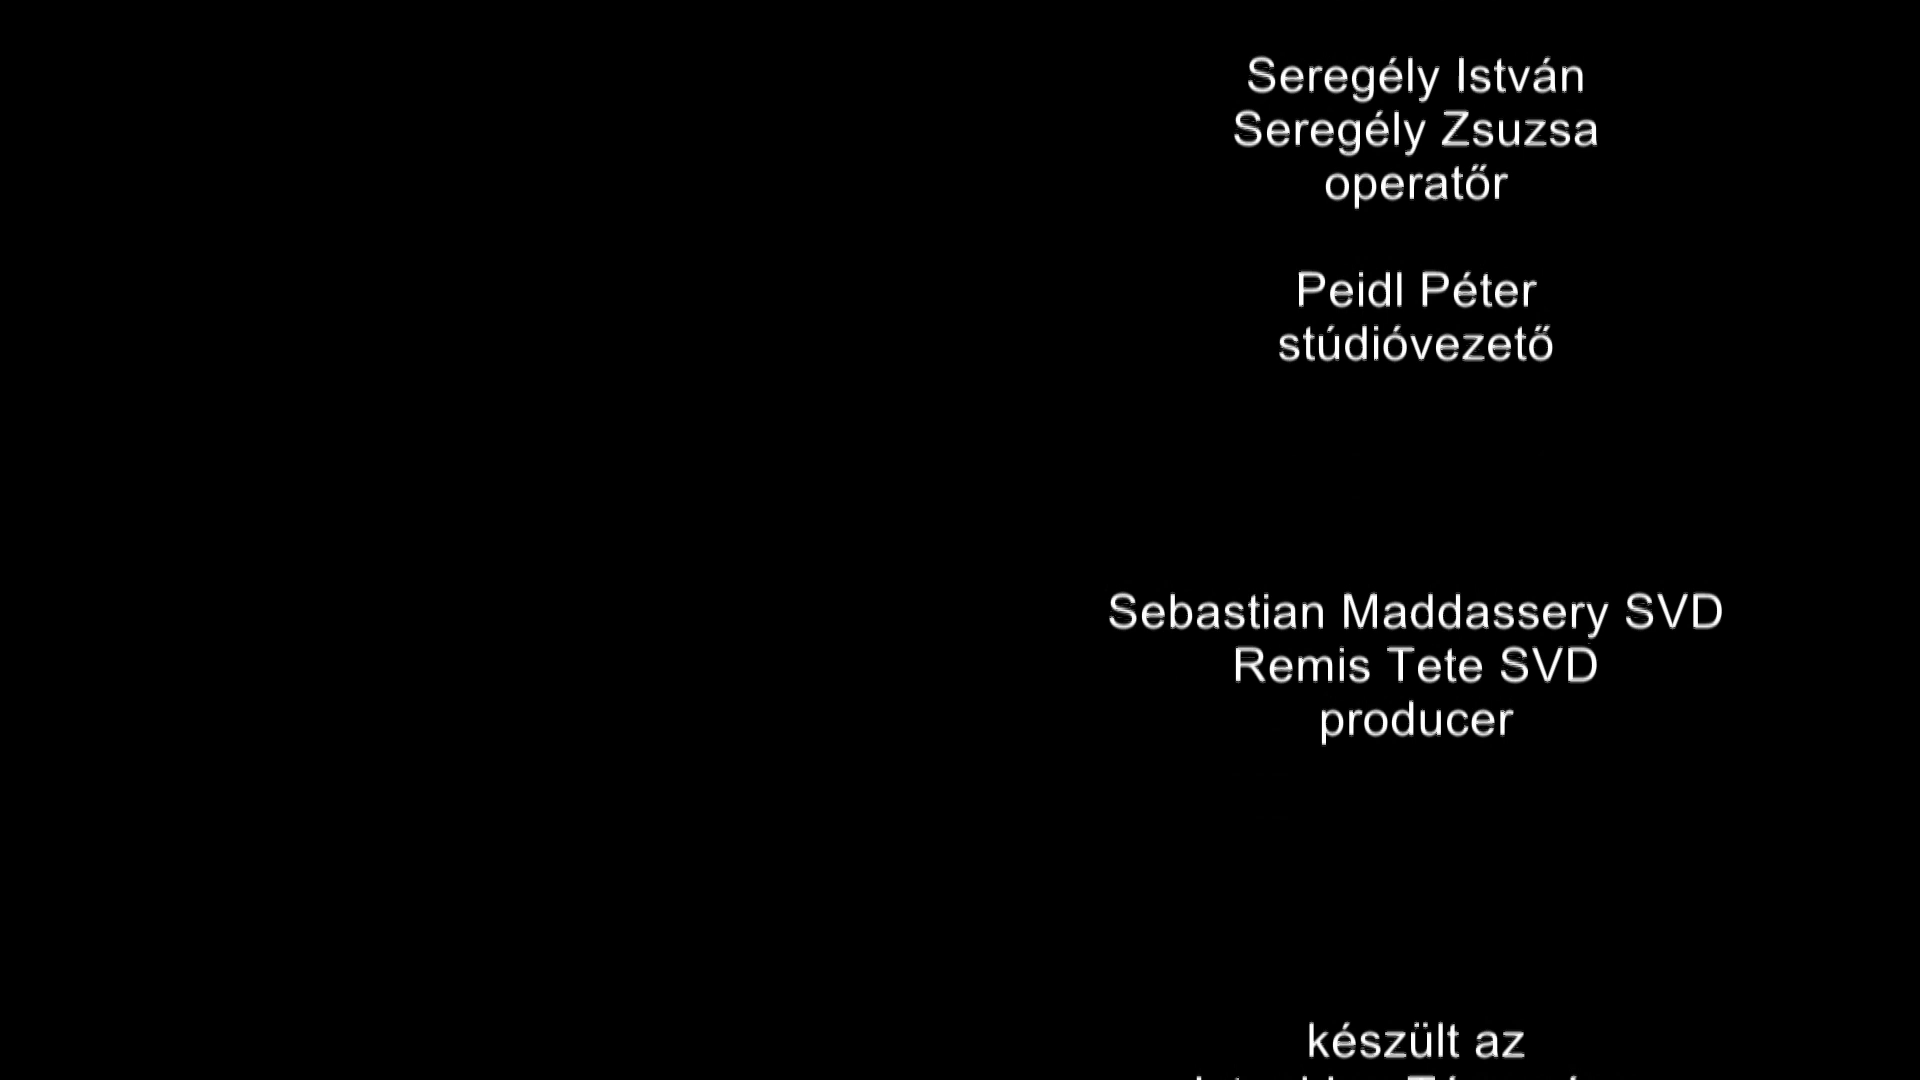 Seregély István
Seregély Zsuzsa
operatőr
Peidl Péter
stúdióvezető
Sebastian Maddassery SVD
Remis Tete SVD
producer
készült az